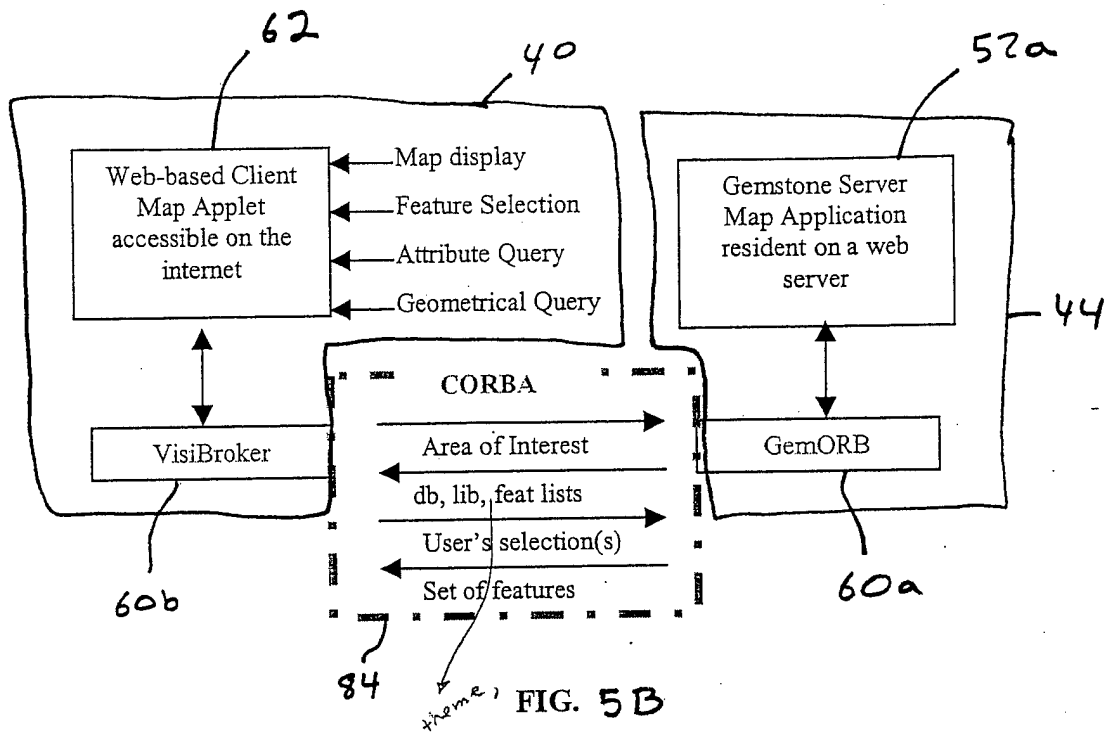 62
40
52a
Web-based Client
Map Applet
accessible on the
internet
Map display
Feature Selection
Attribute Query
Geometrical Query
Gemstone Server
Map Application
resident on a web
server
44
CORBA
VisiBroker
Area of Interest
GemORB
db, lib, feat lists
User's selection(s)
Set of features
60b
60a
84
theme,
FIG. 5B